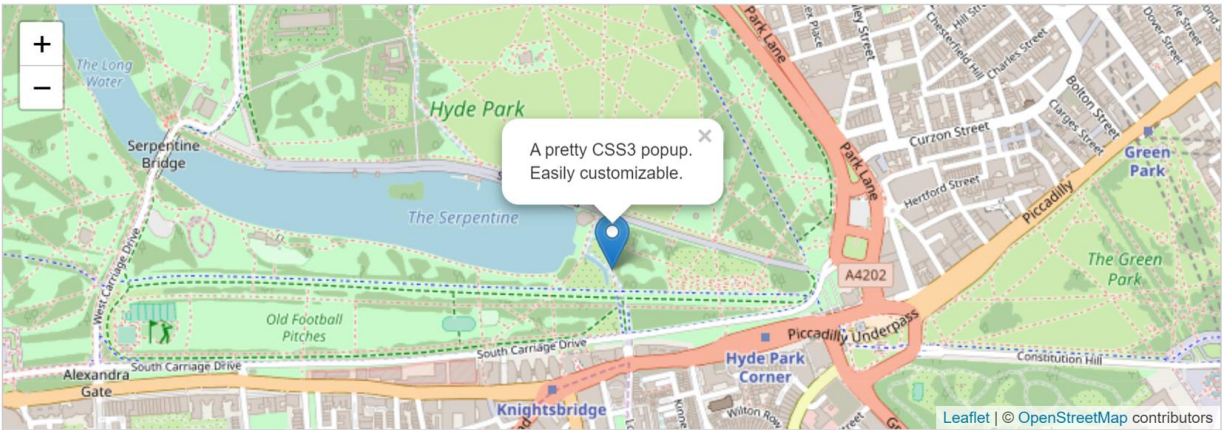 +
−
The Long
Water
Hyde Park
Park Lane
Chesterfield Hill
Hill Str
Charles Street
Dover Street
Bolton Street
Clarges Street
Curzon Street
Serpentine
Bridge
A pretty CSS3 popup.
Easily customizable.
×
Green
Park
Park Lane
Hertford Street
Piccadilly
The Serpentine
West Carriage Drive
A4202
The Green
Park
Old Football
Pitches
Piccadilly Underpass
South Carriage Drive
South Carriage Drive
Hyde Park
Corner
Constitution Hill
Alexandra
Gate
Knightsbridge
Wilton Row
Kinne
Street
Leaflet | © OpenStreetMap contributors